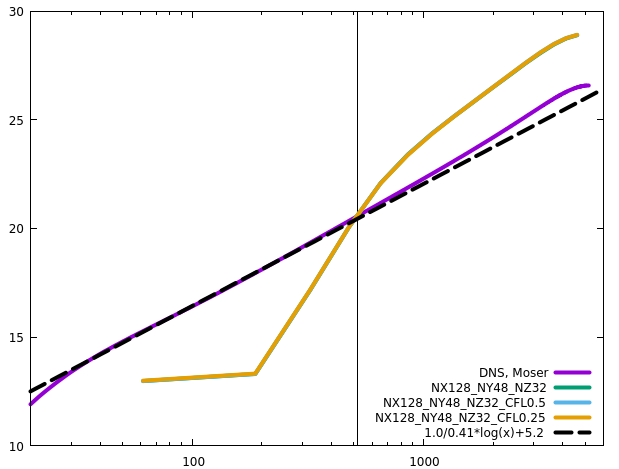 30
25
20
15
10
100
1000
DNS, Moser
NX128_NY48_NZ32
NX128_NY48_NZ32_CFL0.5
NX128_NY48_NZ32_CFL0.25
1.0/0.41*log(x)+5.2